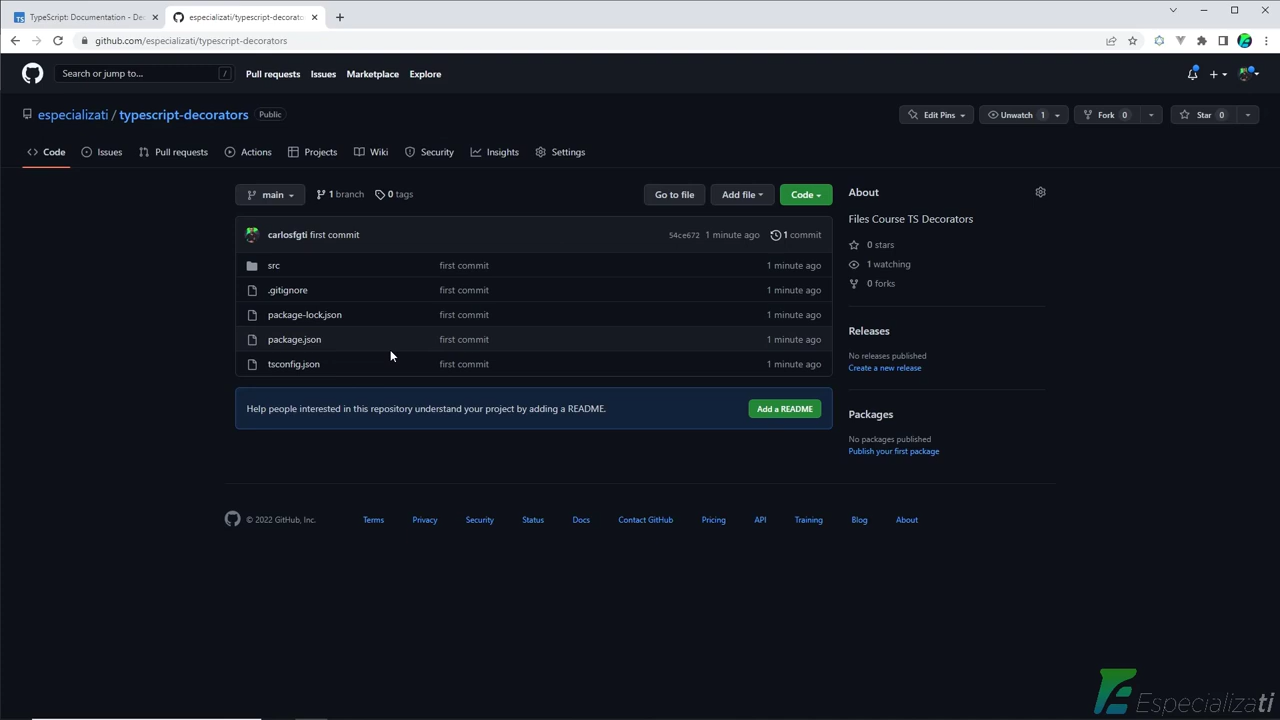 TypeScript: Documentation - Dec
especializati/typescript-decorato
github.com/especializati/typescript-decorators
Search or jump to...
/
Pull requests
Issues
Marketplace
Explore
especializati / typescript-decorators
Public
Edit Pins
Unwatch 1
Fork 0
Star 0
Code
Issues
Pull requests
Actions
Projects
Wiki
Security
Insights
Settings
main
1 branch
0 tags
Go to file
Add file
Code
carlosfgti first commit
54ce672 1 minute ago
1 commit
src first commit 1 minute ago
.gitignore first commit 1 minute ago
package-lock.json first commit 1 minute ago
package.json first commit 1 minute ago
tsconfig.json first commit 1 minute ago
Help people interested in this repository understand your project by adding a README.
Add a README
About
Files Course TS Decorators
0 stars
1 watching
0 forks
Releases
No releases published
Create a new release
Packages
No packages published
Publish your first package
© 2022 GitHub, Inc.
Terms
Privacy
Security
Status
Docs
Contact GitHub
Pricing
API
Training
Blog
About
Especializati